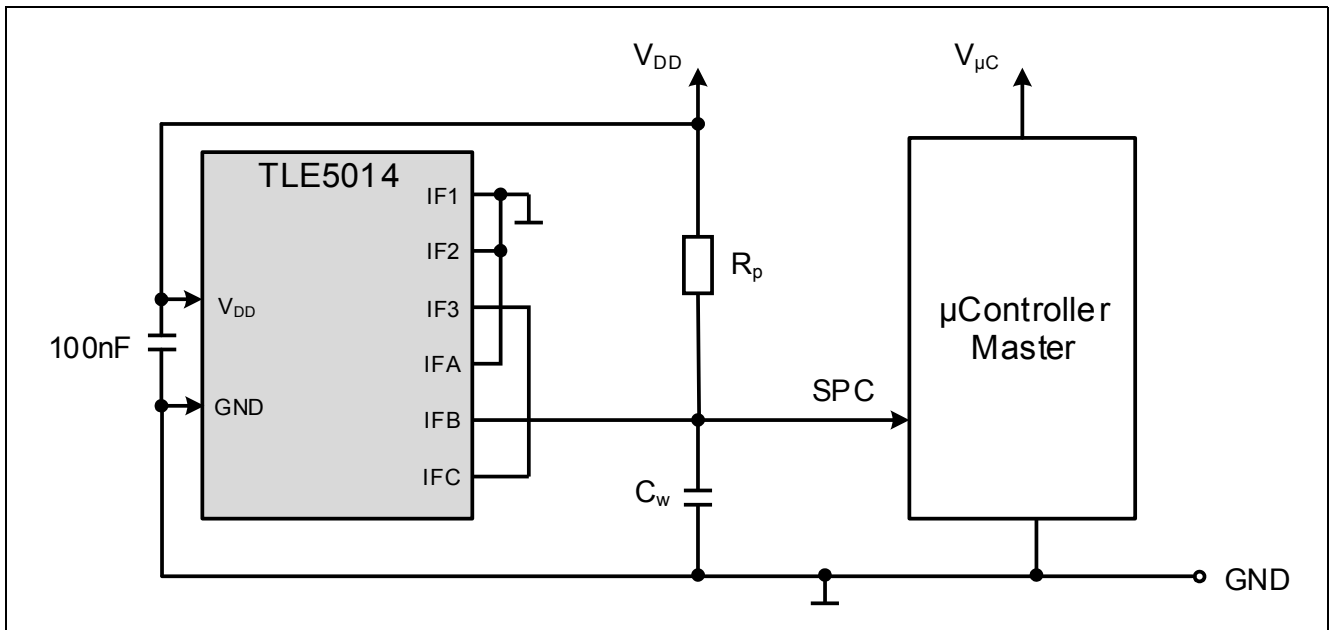 VDD
VµC
TLE5014
IF1
IF2
IF3
IFA
IFB
IFC
VDD
GND
100nF
Rp
Cw
SPC
µController
Master
GND